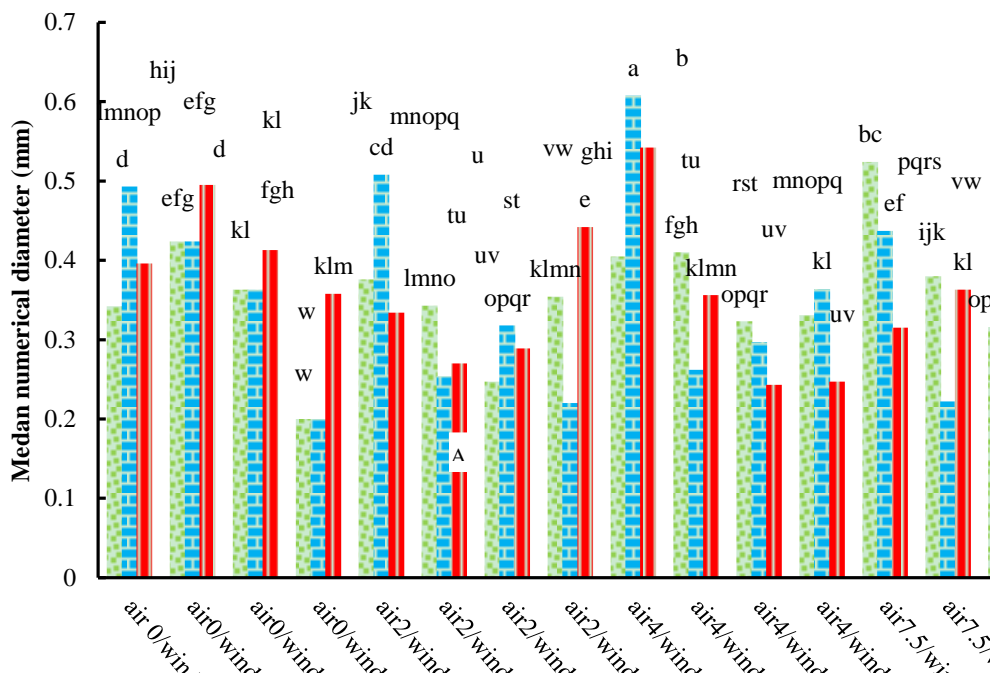 0.7
0.6
0.5
0.4
0.3
0.2
0.1
0
Medan numerical diameter (mm)
lmnop
hij
d
efg
efg
d
kl
kl
fgh
w
w
klm
jk
cd
mnopq
lmno
tu
u
uv
opqr
st
klmn
vw
ghi
e
a
b
fgh
tu
klmn
opqr
rst
uv
mnopq
kl
uv
bc
ef
pqrs
ijk
kl
vw
op
A
air 0/win
air0/wind
air0/wind
air0/wind
air2/wind
air2/wind
air2/wind
air2/wind
air4/wind
air4/wind
air4/wind
air4/wind
air7.5/wi
air7.5/w